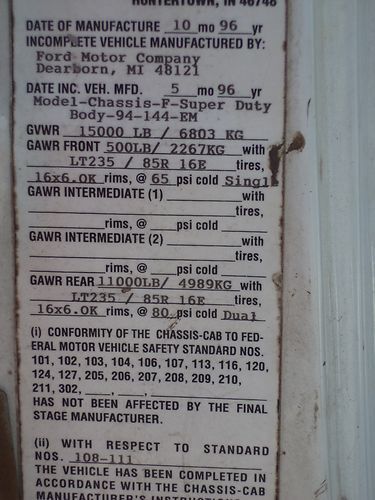 HUNTERTOWN, IN 46748
DATE OF MANUFACTURE 10 mo 96 yr
INCOMPLETE VEHICLE MANUFACTURED BY:
Ford Motor Company
Dearborn, MI 48121
DATE INC. VEH. MFD. 5 mo 96 yr
Model-Chassis-F-Super Duty
Body-94-144-EM
GVWR 15000 LB/ 6803 KG
GAWR FRONT 500LB/ 2267KG with
LT235 / 85R 16E tires,
16x6.0K rims, @ 65 psi cold Singl
GAWR INTERMEDIATE (1) with
tires,
rims, @ psi cold
GAWR INTERMEDIATE (2) with
tires,
rims, @ psi cold
GAWR REAR 11000LB/ 4989KG with
LT235 / 85R 16E tires,
16x6.0K rims, @ 80 psi cold Dual
(i) CONFORMITY OF THE CHASSIS-CAB TO FED-
ERAL MOTOR VEHICLE SAFETY STANDARD NOS.
101, 102, 103, 104, 106, 107, 113, 116, 120,
124, 127, 205, 206, 207, 208, 209, 210,
211, 302, , ,
HAS NOT BEEN AFFECTED BY THE FINAL
STAGE MANUFACTURER.
(ii) WITH RESPECT TO STANDARD
NOS. 108-111
THE VEHICLE HAS BEEN COMPLETED IN
ACCORDANCE WITH THE CHASSIS-CAB
MANUFACTURER'S INSTRUCTIONS